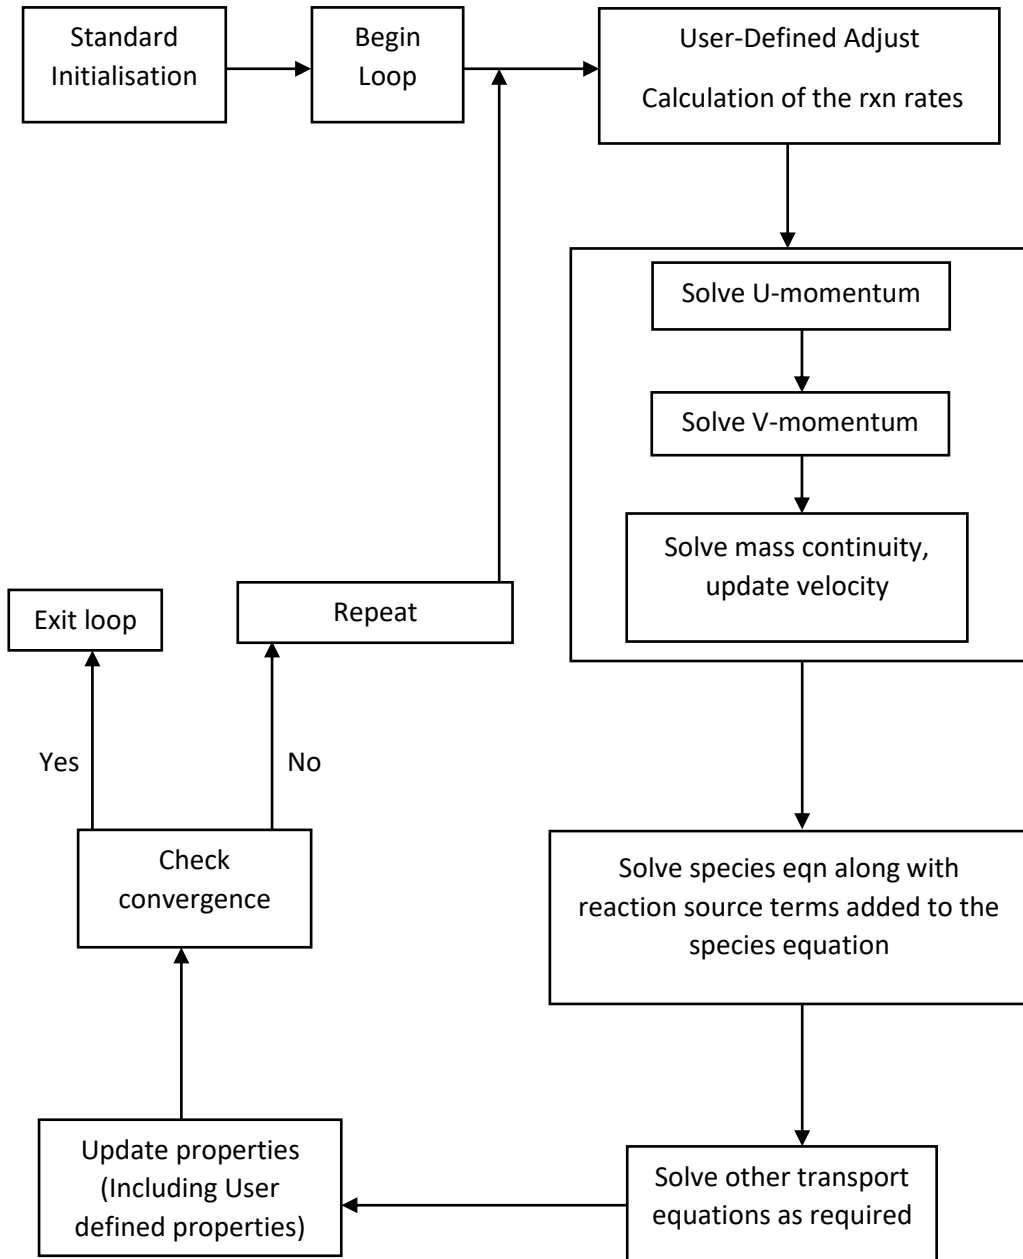 Standard
Initialisation
Begin
Loop
User-Defined Adjust
Calculation of the rxn rates
Solve U-momentum
Solve V-momentum
Solve mass continuity,
update velocity
Solve species eqn along with
reaction source terms added to the
species equation
Solve other transport
equations as required
Update properties
(Including User
defined properties)
Check
convergence
Yes
No
Exit loop
Repeat